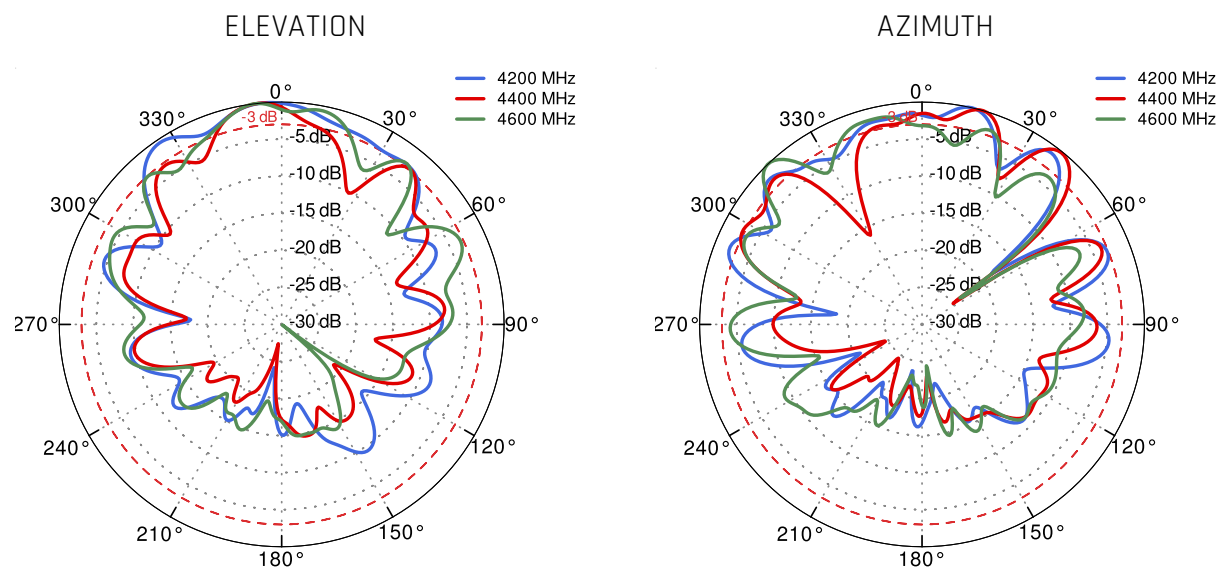 ELEVATION
4200 MHz
4400 MHz
4600 MHz
0°
30°
60°
90°
120°
150°
180°
210°
240°
270°
300°
330°
-3 dB
-5 dB
-10 dB
-15 dB
-20 dB
-25 dB
-30 dB
AZIMUTH
4200 MHz
4400 MHz
4600 MHz
0°
30°
60°
90°
120°
150°
180°
210°
240°
270°
300°
330°
-3 dB
-5 dB
-10 dB
-15 dB
-20 dB
-25 dB
-30 dB